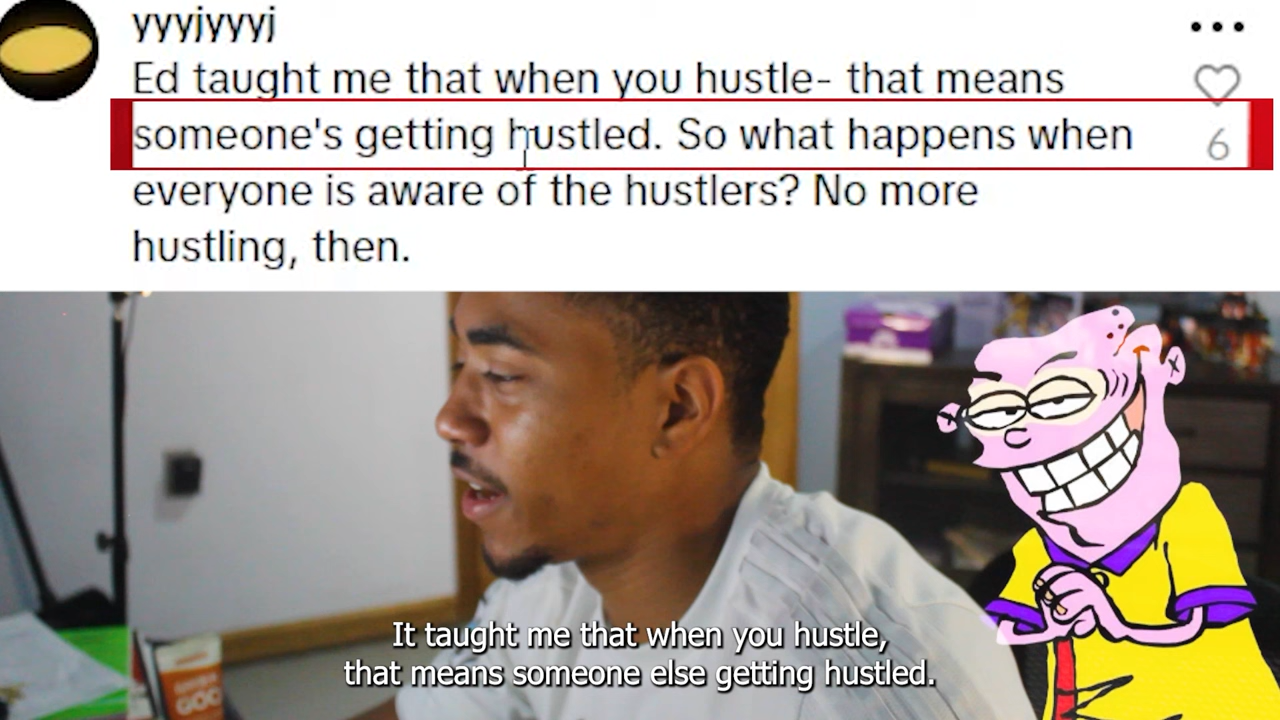 yyyjyyyj
Ed taught me that when you hustle- that means
someone's getting hustled. So what happens when
6
everyone is aware of the hustlers? No more
hustling, then.
It taught me that when you hustle,
that means someone else getting hustled.